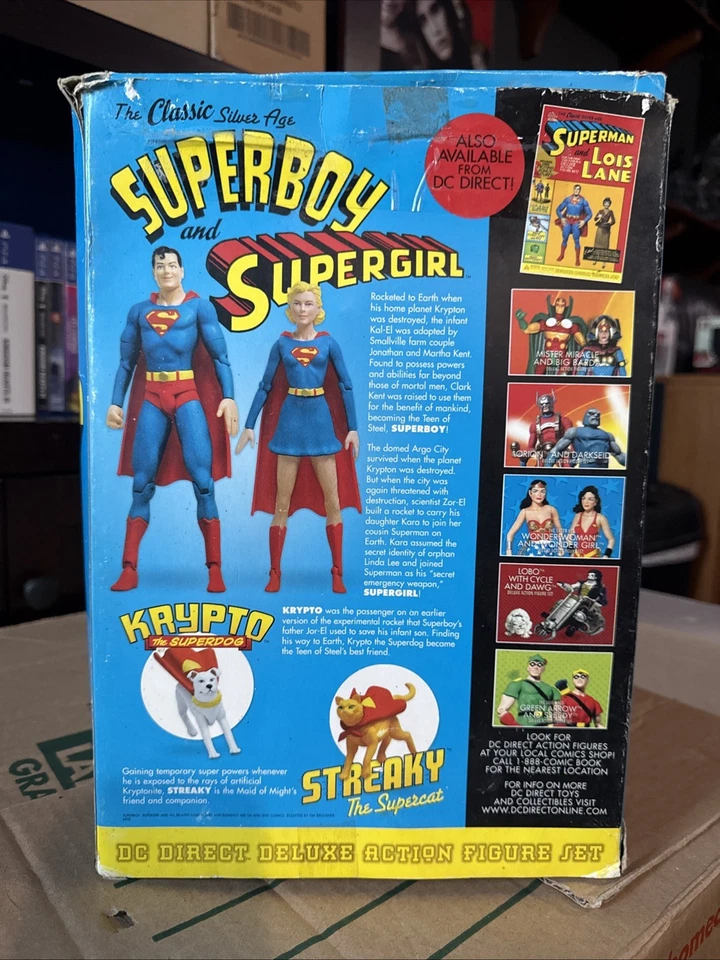 The Classic Silver Age
SUPERBOY
and
SUPERGIRL
Rocketed to Earth when
his home planet Krypton
was destroyed, the infant
Kal-El was adopted by
Smallville farm couple
Jonathan and Martha Kent.
Found to possess powers
and abilities far beyond
those of mortal men, Clark
Kent was raised to use them
for the benefit of mankind,
becoming the Teen of
Steel, SUPERBOY!
The domed Argo City
survived when the planet
Krypton was destroyed.
But when the city was
again threatened with
destruction, scientist Zor-El
built a rocket to carry his
daughter Kara to join her
cousin Superman on
Earth. Kara assumed the
secret identity of orphan
Linda Lee and joined
Superman as his "secret
emergency weapon,"
SUPERGIRL!
KRYPTO
The SUPERDOG
KRYPTO was the passenger on an earlier
version of the experimental rocket that Superboy's
father Jor-El used to save his infant son. Finding
his way to Earth, Krypto the Superdog became
the Teen of Steel's best friend.
Gaining temporary super powers whenever
he is exposed to the rays of artificial
Kryptonite, STREAKY is the Maid of Might's
friend and companion.
STREAKY
The Supercat
DC DIRECT DELUXE ACTION FIGURE SET
ALSO
AVAILABLE
FROM
DC DIRECT!
SUPERMAN
and
LOIS
LANE
MISTER MIRACLE
AND BIG BARDA
ORION AND DARKSEID
WONDER WOMAN
AND WONDER GIRL
LOBO
WITH CYCLE
AND DAWG
DELUXE ACTION FIGURE SET
GREEN ARROW
AND SPEEDY
LOOK FOR
DC DIRECT ACTION FIGURES
AT YOUR LOCAL COMICS SHOP!
CALL 1-888-COMIC BOOK
FOR THE NEAREST LOCATION
FOR INFO ON MORE
DC DIRECT TOYS
AND COLLECTIBLES VISIT
WWW.DCDIRECTONLINE.COM
GRA